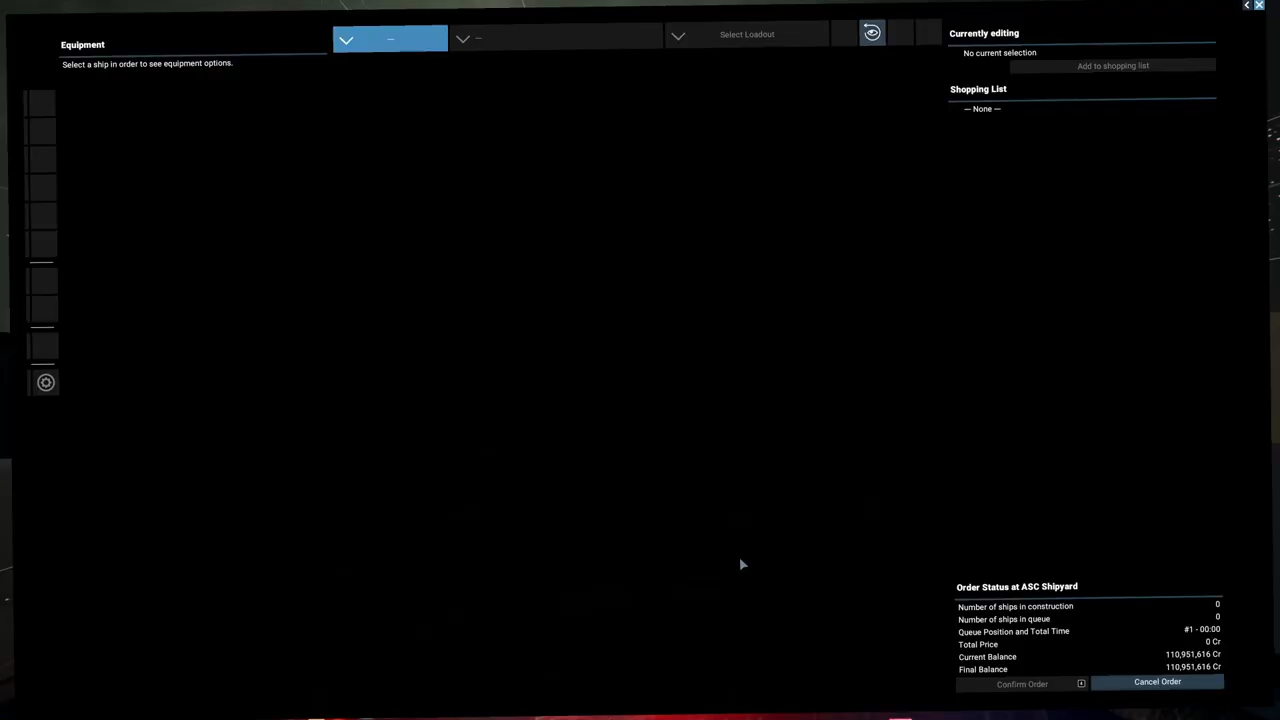 Equipment
Select a ship in order to see equipment options.
—
—
Select Loadout
Currently editing
No current selection
Add to shopping list
Shopping List
— None —
Order Status at ASC Shipyard
Number of ships in construction 0
Number of ships in queue 0
Queue Position and Total Time #1 - 00:00
Total Price 0 Cr
Current Balance 110,951,616 Cr
Final Balance 110,951,616 Cr
Confirm Order
Cancel Order